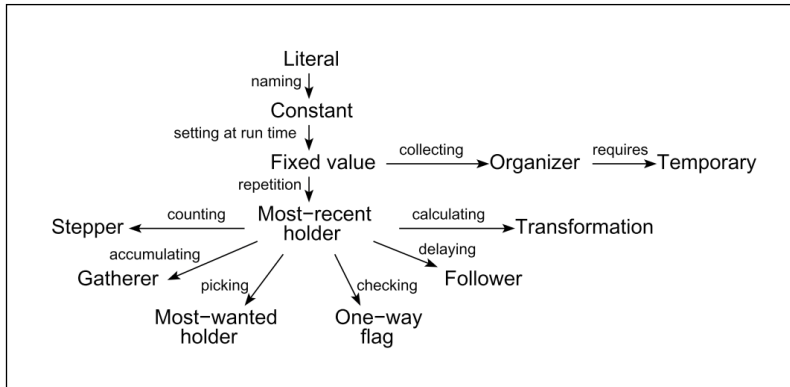 Literal
naming
Constant
setting at run time
Fixed value
collecting
Organizer
requires
Temporary
repetition
Stepper
counting
Most-recent
holder
calculating
Transformation
accumulating
delaying
Gatherer
picking
checking
Follower
Most-wanted
holder
One-way
flag